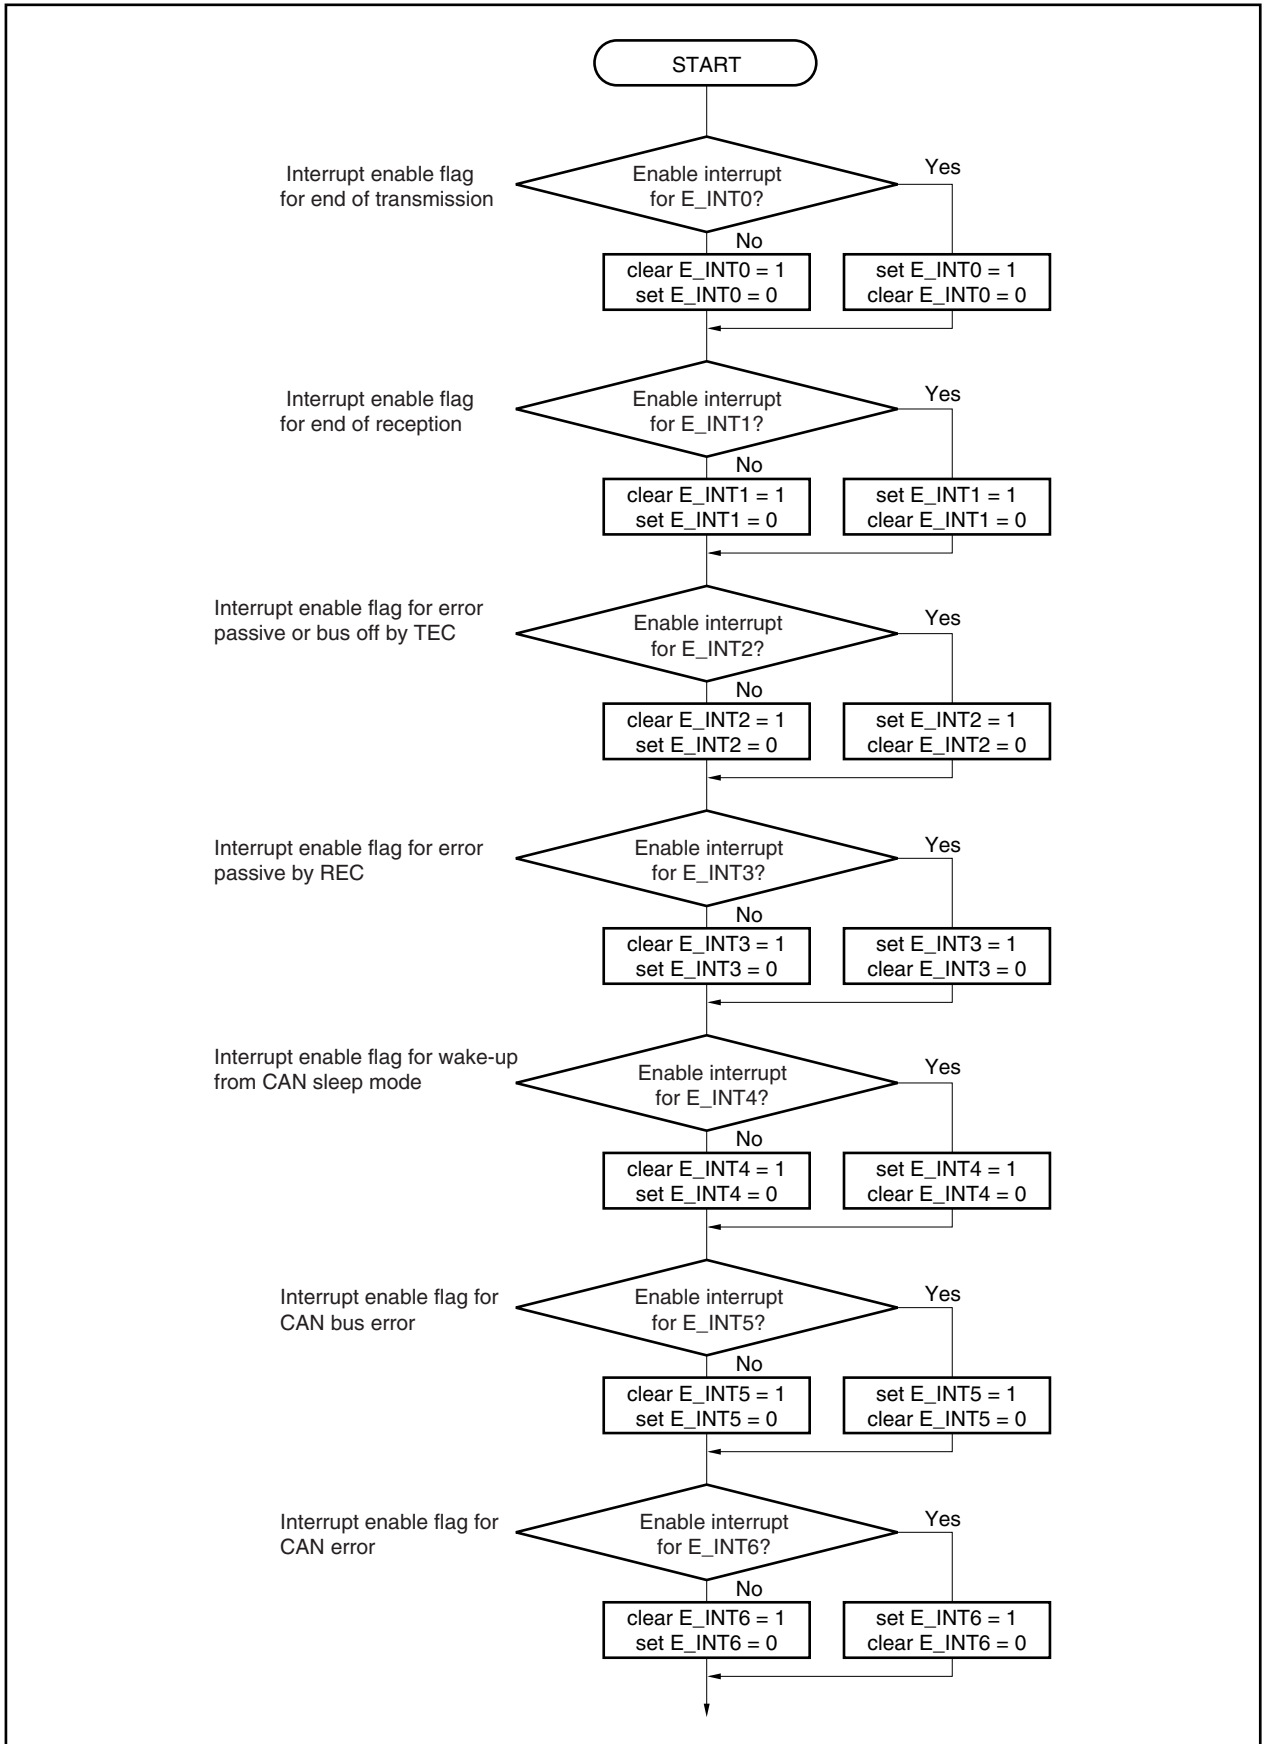 START
Interrupt enable flag
for end of transmission
Enable interrupt
for E_INT0?
Yes
No
clear E_INT0 = 1
set E_INT0 = 0
set E_INT0 = 1
clear E_INT0 = 0
Interrupt enable flag
for end of reception
Enable interrupt
for E_INT1?
Yes
No
clear E_INT1 = 1
set E_INT1 = 0
set E_INT1 = 1
clear E_INT1 = 0
Interrupt enable flag for error
passive or bus off by TEC
Enable interrupt
for E_INT2?
Yes
No
clear E_INT2 = 1
set E_INT2 = 0
set E_INT2 = 1
clear E_INT2 = 0
Interrupt enable flag for error
passive by REC
Enable interrupt
for E_INT3?
Yes
No
clear E_INT3 = 1
set E_INT3 = 0
set E_INT3 = 1
clear E_INT3 = 0
Interrupt enable flag for wake-up
from CAN sleep mode
Enable interrupt
for E_INT4?
Yes
No
clear E_INT4 = 1
set E_INT4 = 0
set E_INT4 = 1
clear E_INT4 = 0
Interrupt enable flag for
CAN bus error
Enable interrupt
for E_INT5?
Yes
No
clear E_INT5 = 1
set E_INT5 = 0
set E_INT5 = 1
clear E_INT5 = 0
Interrupt enable flag for
CAN error
Enable interrupt
for E_INT6?
Yes
No
clear E_INT6 = 1
set E_INT6 = 0
set E_INT6 = 1
clear E_INT6 = 0